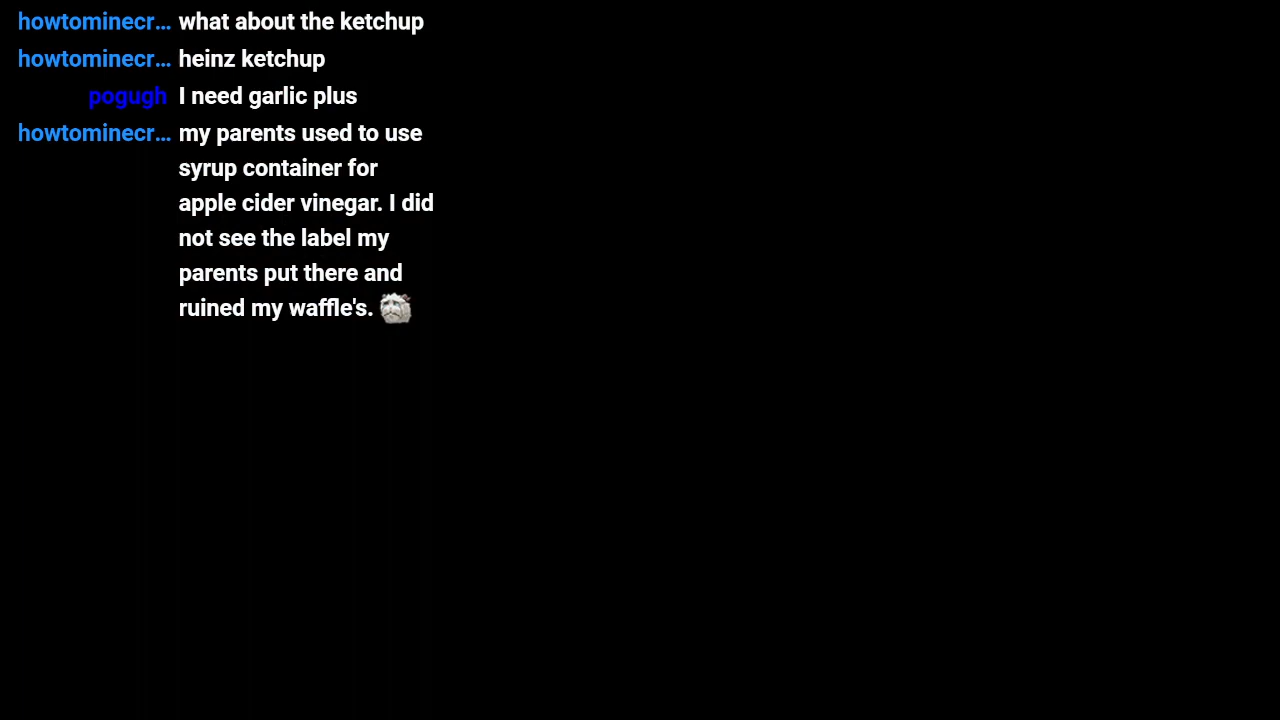 howtominecr… what about the ketchup
howtominecr… heinz ketchup
pogugh I need garlic plus
howtominecr… my parents used to use
syrup container for
apple cider vinegar. I did
not see the label my
parents put there and
ruined my waffle's.